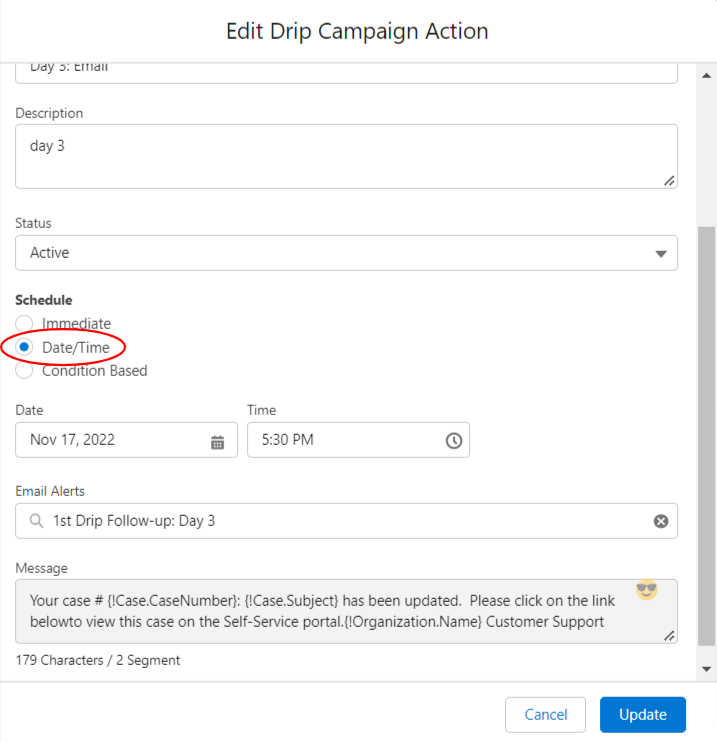 Edit Drip Campaign Action
Day 3: Email
Description
day 3
Status
Active
Schedule
Immediate
Date/Time
Condition Based
Date Time
Nov 17, 2022 5:30 PM
Email Alerts
1st Drip Follow-up: Day 3
Message
Your case # {!Case.CaseNumber}: {!Case.Subject} has been updated.  Please click on the link
belowto view this case on the Self-Service portal.{!Organization.Name} Customer Support
179 Characters / 2 Segment
Cancel Update